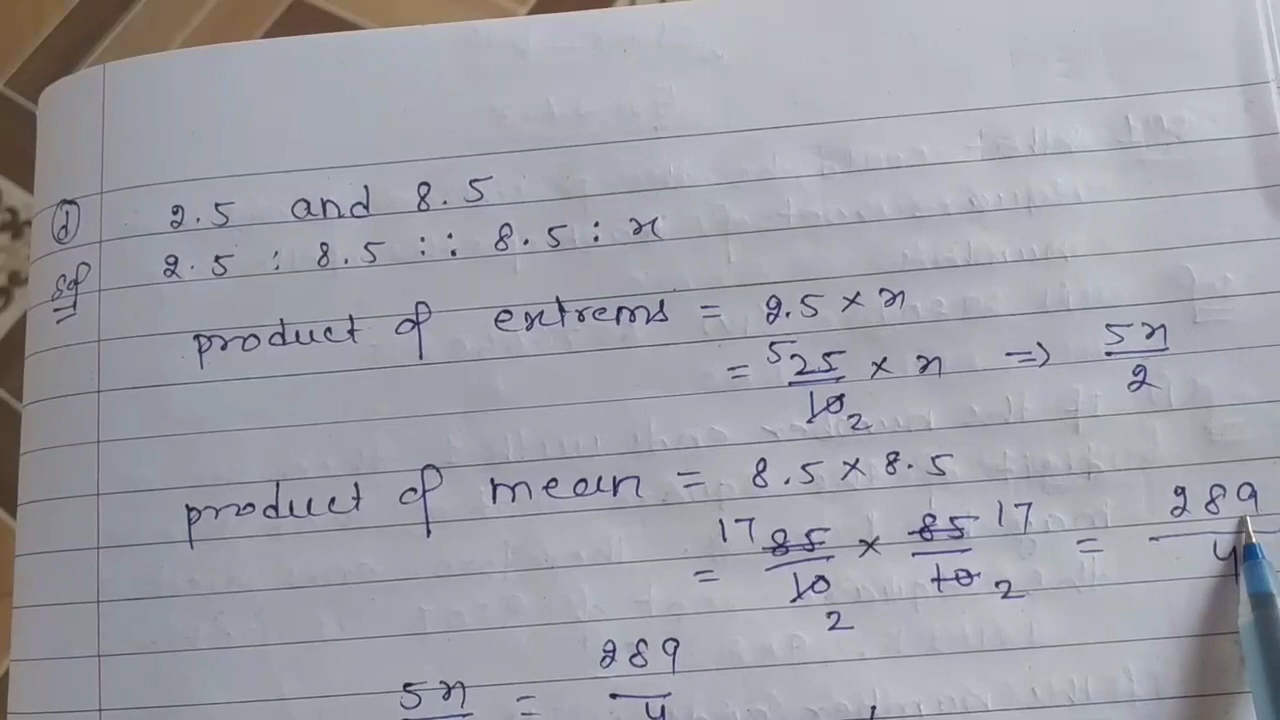 (d) 2.5 and 8.5
Sol 2.5 : 8.5 :: 8.5 : x
product of extrems = 2.5 × x
= 5 25/10 2 × x => 5x/2
product of mean = 8.5 × 8.5
= 17 85/10 2 × 85/10 17 2 = 289/4
5x = 289/4